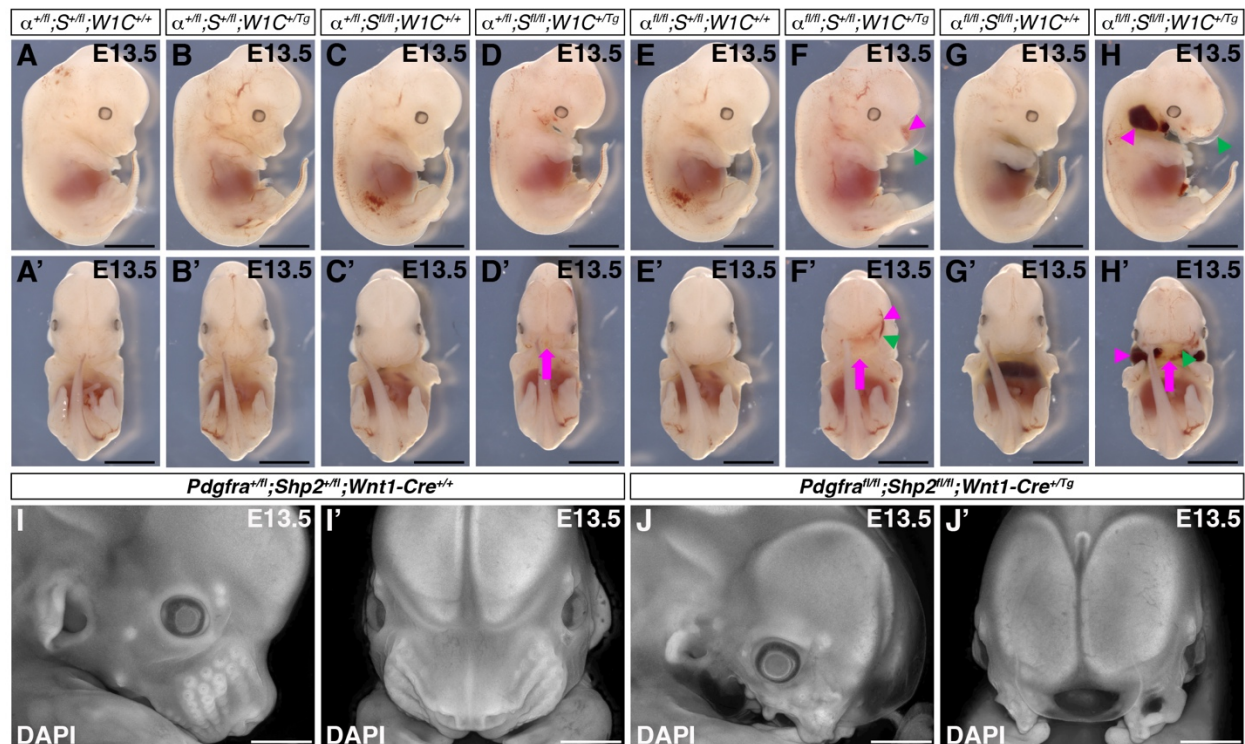 α+/fl;S+/fl;W1C+/+ α+/fl;S+/fl;W1C+/Tg α+/fl;Sfl/fl;W1C+/+ α+/fl;Sfl/fl;W1C+/Tg αfl/fl;S+/fl;W1C+/+ αfl/fl;S+/fl;W1C+/Tg αfl/fl;Sfl/fl;W1C+/+ αfl/fl;Sfl/fl;W1C+/Tg
A E13.5 B E13.5 C E13.5 D E13.5 E E13.5 F E13.5 G E13.5 H E13.5
A' E13.5 B' E13.5 C' E13.5 D' E13.5 E' E13.5 F' E13.5 G' E13.5 H' E13.5
Pdgfra+/fl;Shp2+/fl;Wnt1-Cre+/+ Pdgfrafl/fl;Shp2fl/fl;Wnt1-Cre+/Tg
I E13.5 I' E13.5 J E13.5 J' E13.5
DAPI DAPI DAPI DAPI